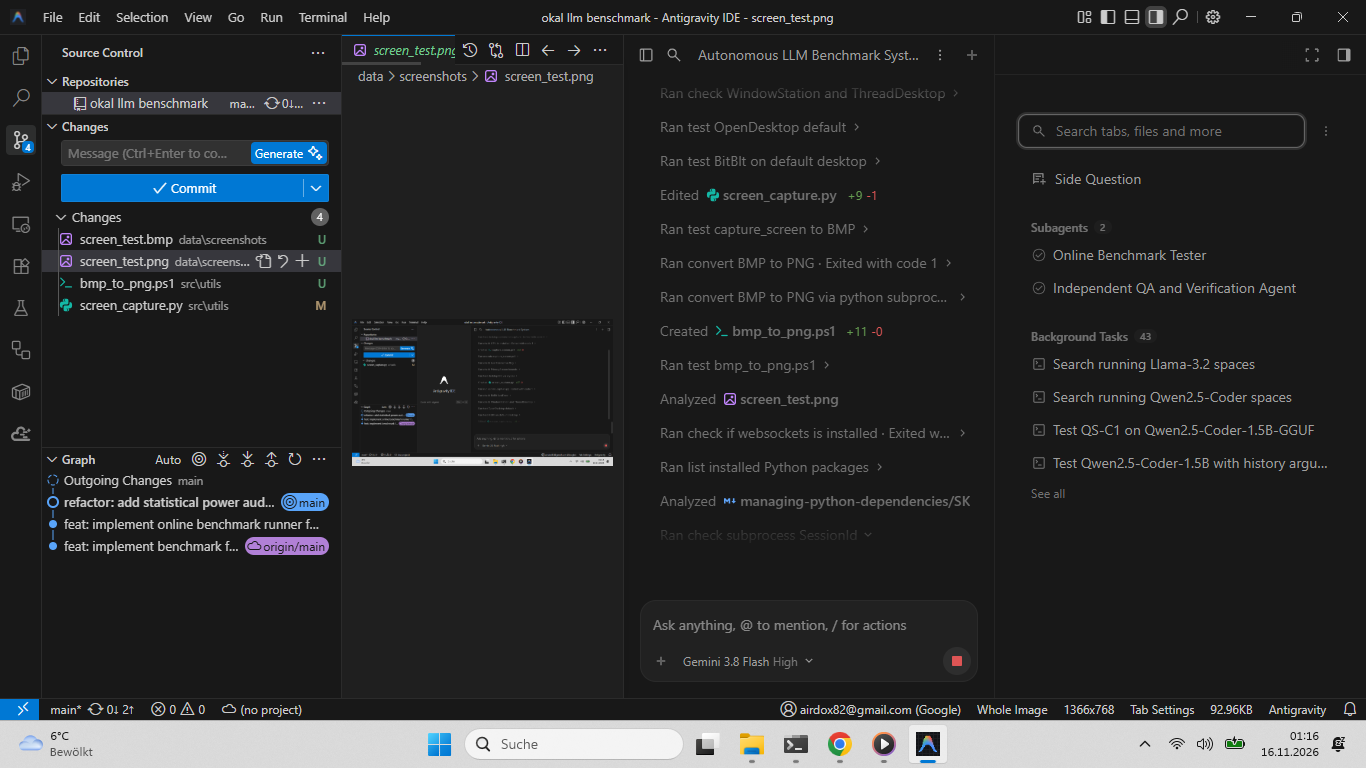 File Edit Selection View Go Run Terminal Help
okal llm benschmark - Antigravity IDE - screen_test.png
Source Control
Repositories
okal llm benschmark ma... 0↓...
Changes
Message (Ctrl+Enter to co...
Generate
Commit
Changes 4
screen_test.bmp data\screenshots U
screen_test.png data\screens... U
bmp_to_png.ps1 src\utils U
screen_capture.py src\utils M
Graph Auto
Outgoing Changes main
refactor: add statistical power aud... main
feat: implement online benchmark runner f...
feat: implement benchmark f... origin/main
screen_test.png
data > screenshots > screen_test.png
Autonomous LLM Benchmark Syst...
Ran check WindowStation and ThreadDesktop
Ran test OpenDesktop default
Ran test BitBlt on default desktop
Edited screen_capture.py +9 -1
Ran test capture_screen to BMP
Ran convert BMP to PNG · Exited with code 1
Ran convert BMP to PNG via python subproc...
Created bmp_to_png.ps1 +11 -0
Ran test bmp_to_png.ps1
Analyzed screen_test.png
Ran check if websockets is installed · Exited w...
Ran list installed Python packages
Analyzed managing-python-dependencies/SK
Ran check subprocess SessionId
Ask anything, @ to mention, / for actions
Gemini 3.8 Flash High
Search tabs, files and more
Side Question
Subagents 2
Online Benchmark Tester
Independent QA and Verification Agent
Background Tasks 43
Search running Llama-3.2 spaces
Search running Qwen2.5-Coder spaces
Test QS-C1 on Qwen2.5-Coder-1.5B-GGUF
Test Qwen2.5-Coder-1.5B with history argu...
See all
main* 0↓ 2↑ 0 0 (no project)
airdox82@gmail.com (Google) Whole Image 1366x768 Tab Settings 92.96KB Antigravity
6°C
Bewölkt
Suche
01:16
16.11.2026